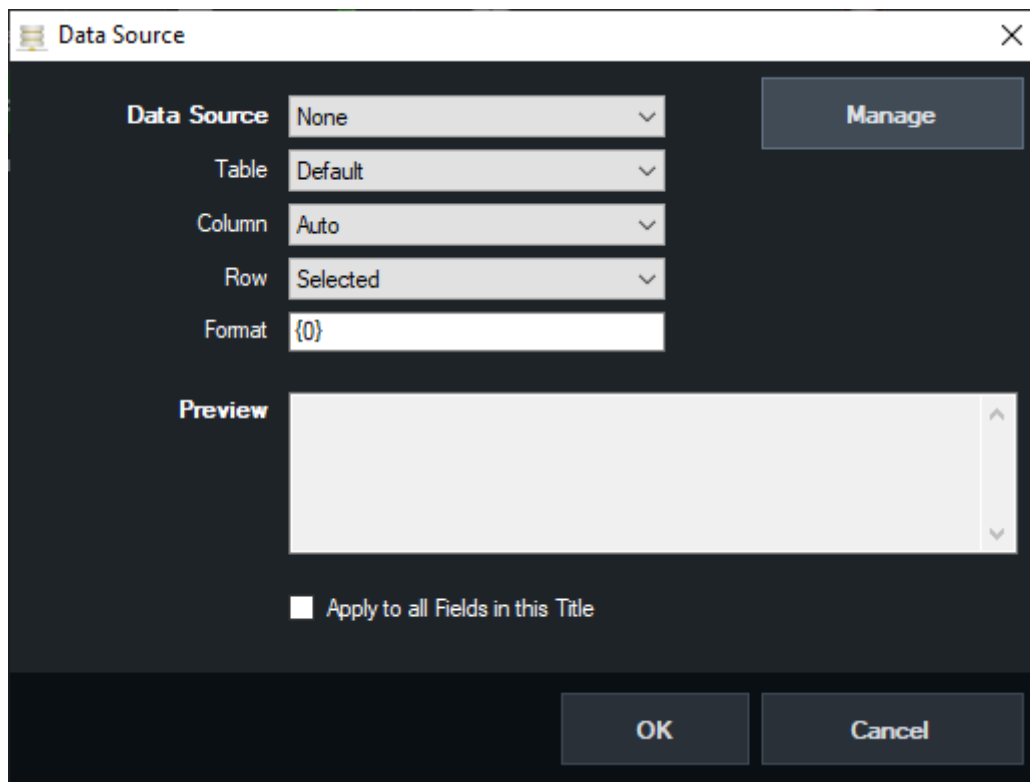 Data Source
Data Source None Manage
Table Default
Column Auto
Row Selected
Format {0}
Preview
Apply to all Fields in this Title
OK Cancel